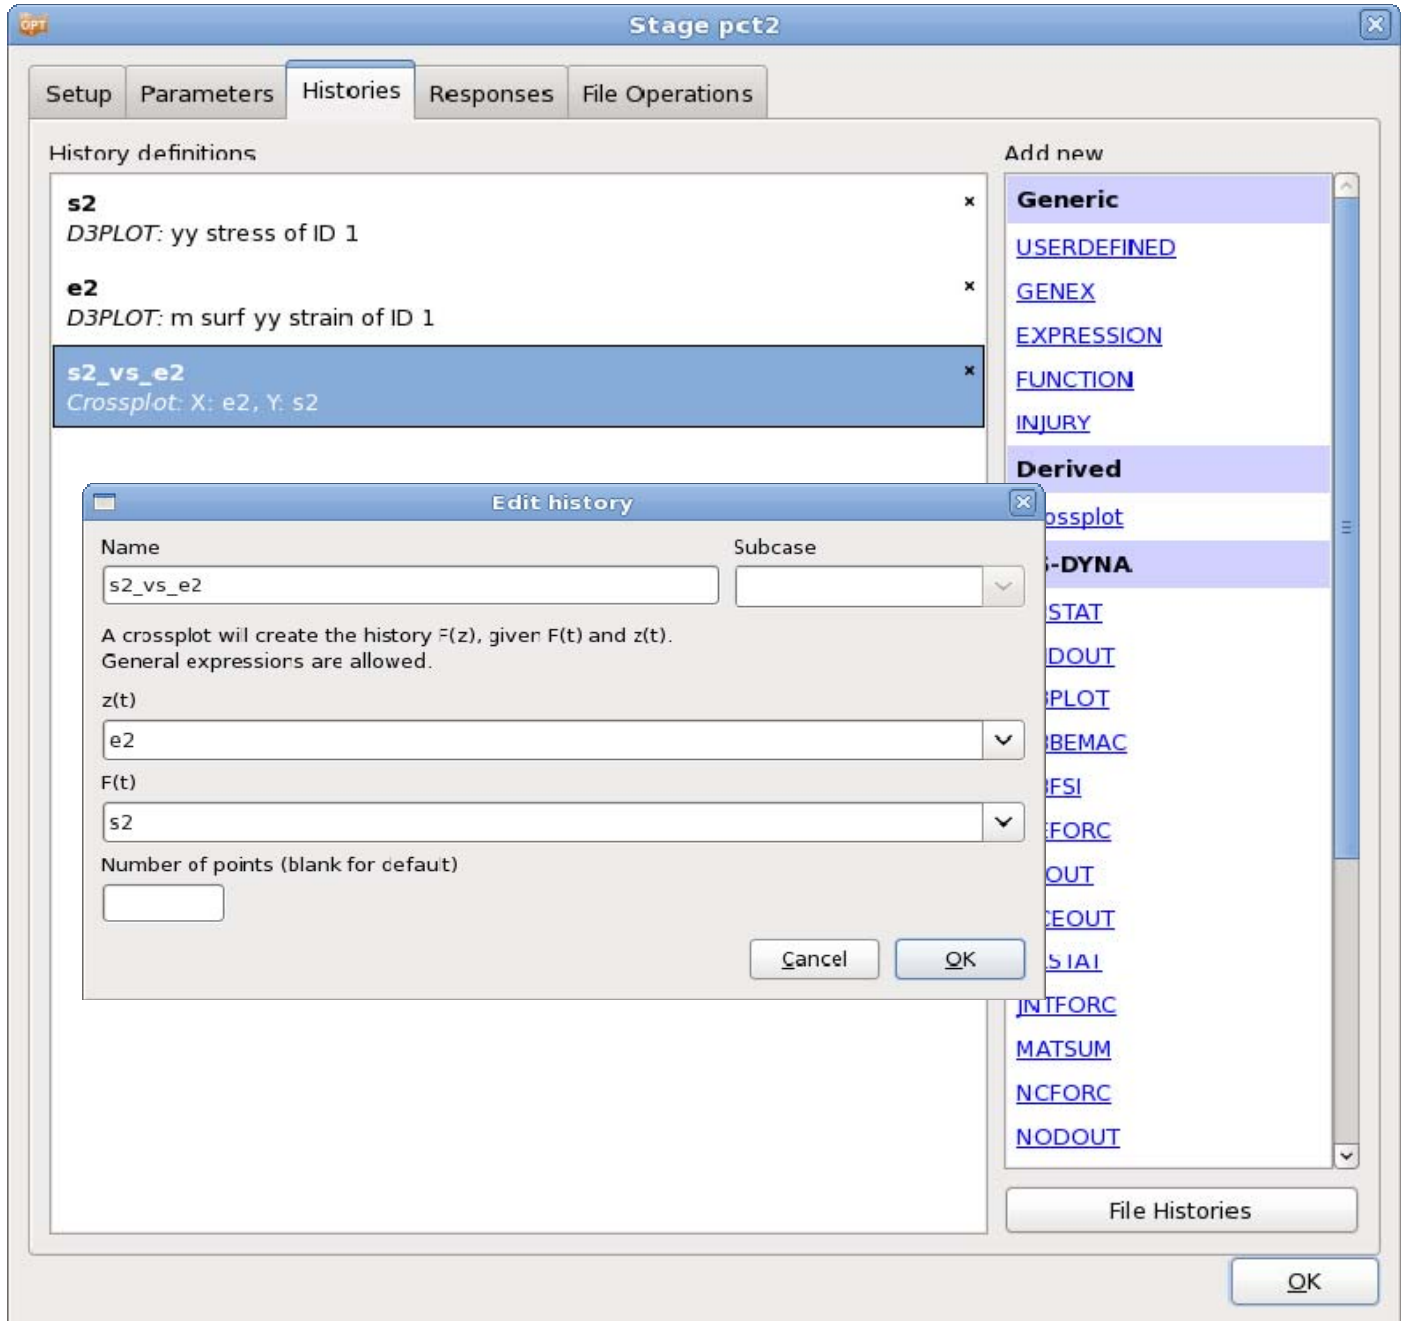 OPT
Stage pct2
Setup Parameters Histories Responses File Operations
History definitions
s2
D3PLOT: yy stress of ID 1
e2
D3PLOT: m surf yy strain of ID 1
s2_vs_e2
Crossplot: X: e2, Y: s2
Add new
Generic
USERDEFINED
GENEX
EXPRESSION
FUNCTION
INJURY
Derived
ossplot
-DYNA
STAT
DOUT
PLOT
BEMAC
FSI
FORC
OUT
CEOUT
STAT
JNTFORC
MATSUM
NCFORC
NODOUT
File Histories
OK
Edit history
Name Subcase
s2_vs_e2
A crossplot will create the history F(z), given F(t) and z(t).
General expressions are allowed.
z(t)
e2
F(t)
s2
Number of points (blank for default)
Cancel OK